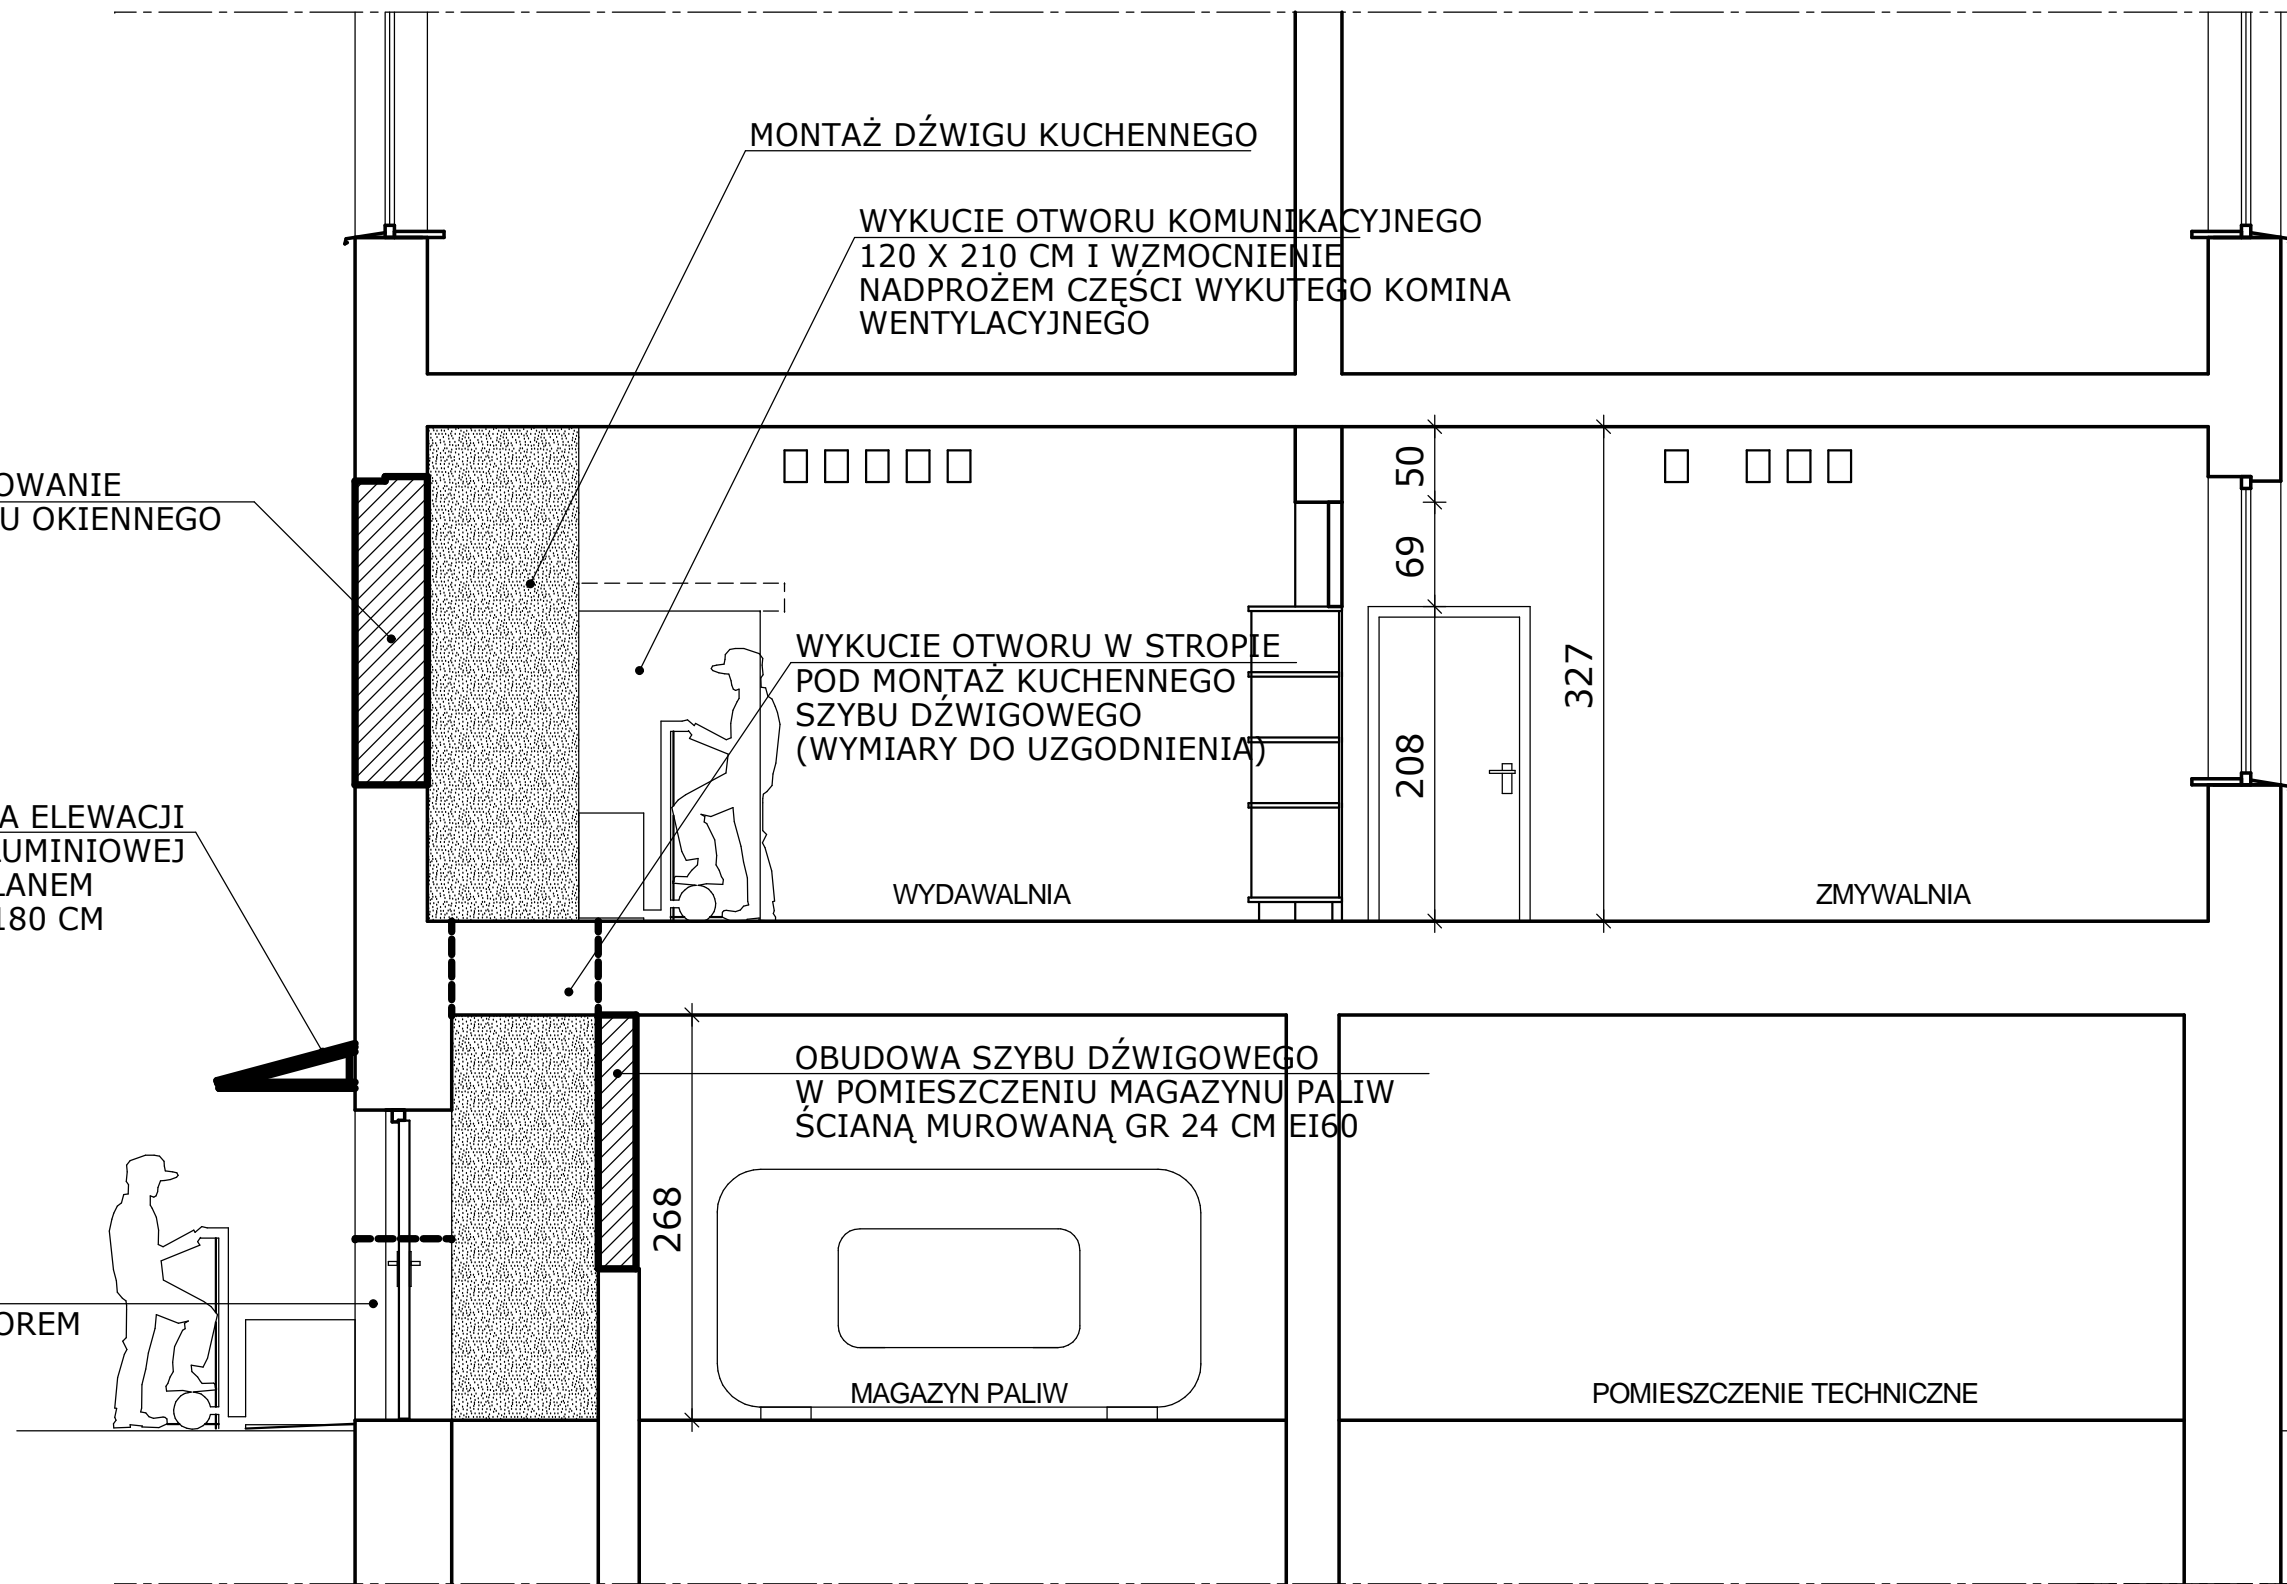 MONTAŻ DŹWIGU KUCHENNEGO
WYKUCIE OTWORU KOMUNIKACYJNEGO
120 X 210 CM I WZMOCNIENIE
NADPROŻEM CZĘŚCI WYKUTEGO KOMINA
WENTYLACYJNEGO
OWANIE
U OKIENNEGO
50
69
208
327
WYKUCIE OTWORU W STROPIE
POD MONTAŻ KUCHENNEGO
SZYBU DŹWIGOWEGO
(WYMIARY DO UZGODNIENIA)
A ELEWACJI
LUMINIOWEJ
LANEM
180 CM
WYDAWALNIA
ZMYWALNIA
OBUDOWA SZYBU DŹWIGOWEGO
W POMIESZCZENIU MAGAZYNU PALIW
ŚCIANĄ MUROWANĄ GR 24 CM EI60
268
OREM
MAGAZYN PALIW
POMIESZCZENIE TECHNICZNE